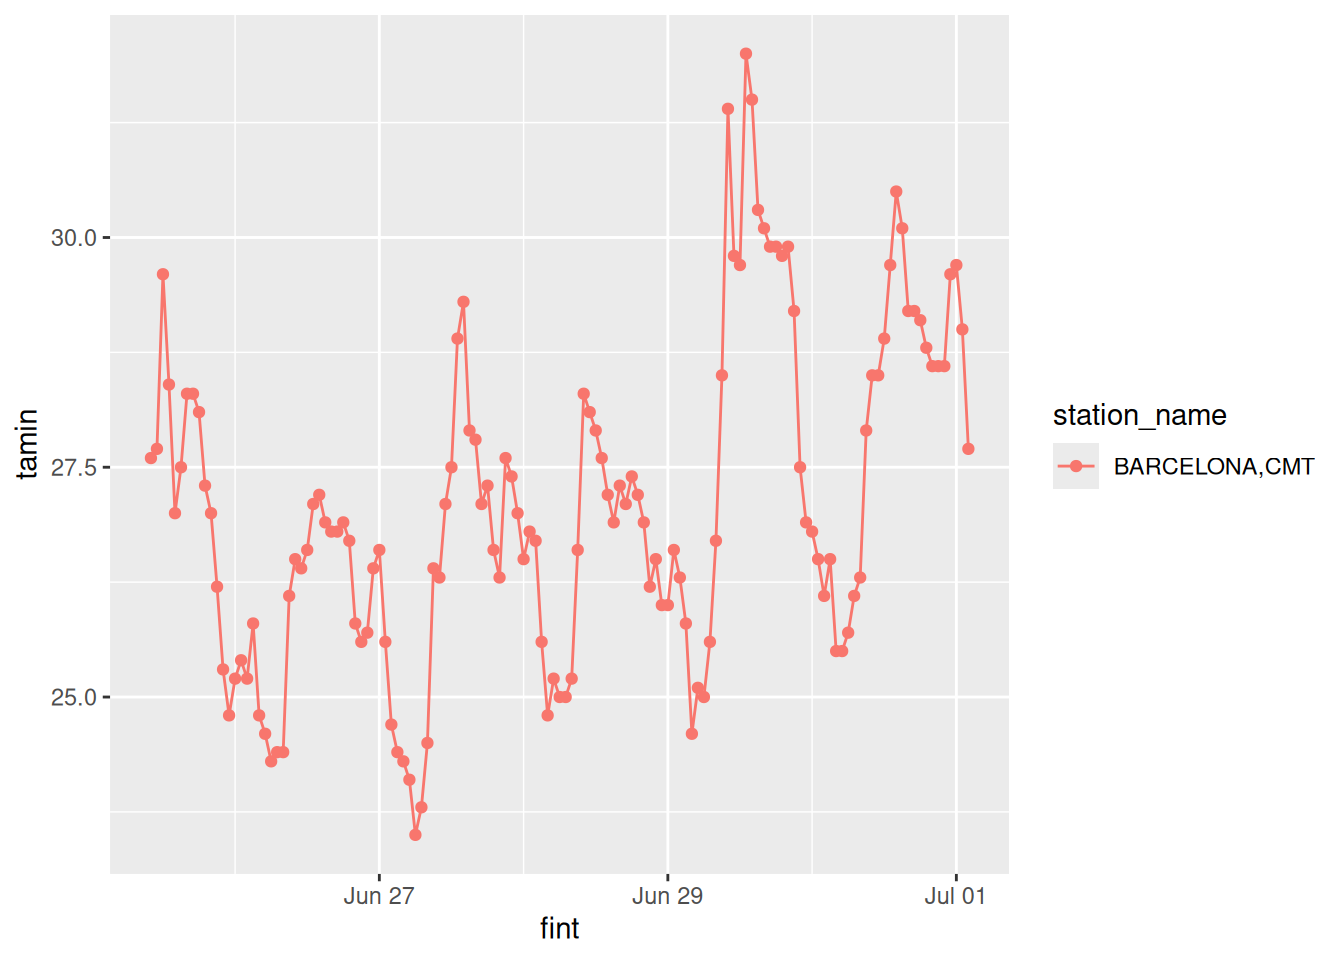 30.0
27.5
25.0
tamin
Jun 27
Jun 29
Jul 01
fint
station_name
BARCELONA,CMT